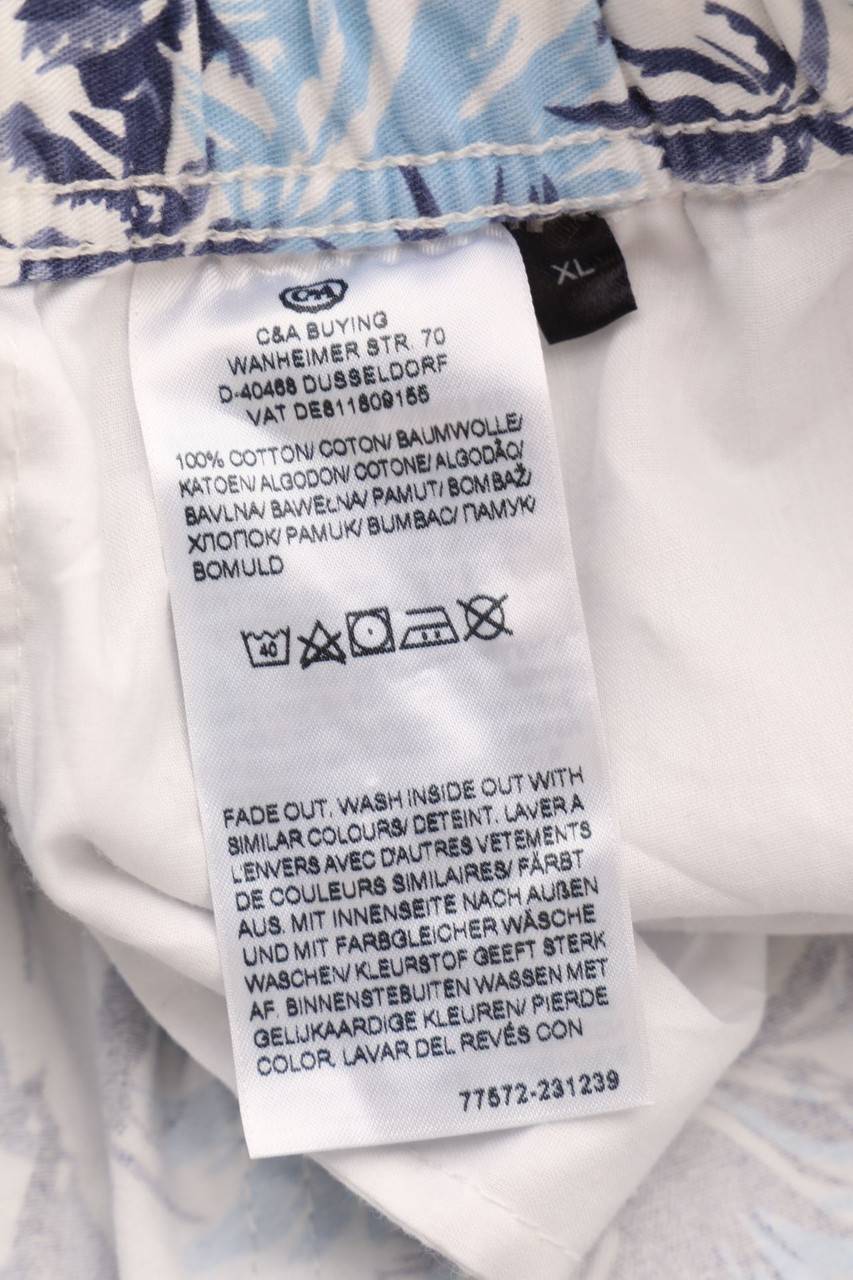 XL
C&A
C&A BUYING
WANHEIMER STR. 70
D-40468 DUSSELDORF
VAT DE811809155
100% COTTON/ COTON/ BAUMWOLLE/
KATOEN/ ALGODON/ COTONE/ ALGODÃO/
BAVLNA/ BAWEŁNA/ PAMUT/ BOMBAŽ/
ХЛОПОК/ PAMUK/ BUMBAC/ ПАМУК/
BOMULD
40
FADE OUT. WASH INSIDE OUT WITH
SIMILAR COLOURS/ DETEINT. LAVER A
L'ENVERS AVEC D'AUTRES VETEMENTS
DE COULEURS SIMILAIRES/ FÄRBT
AUS. MIT INNENSEITE NACH AUßEN
UND MIT FARBGLEICHER WÄSCHE
WASCHEN/ KLEURSTOF GEEFT STERK
AF. BINNENSTEBUITEN WASSEN MET
GELIJKAARDIGE KLEUREN/ PIERDE
COLOR. LAVAR DEL REVÉS CON
77572-231239